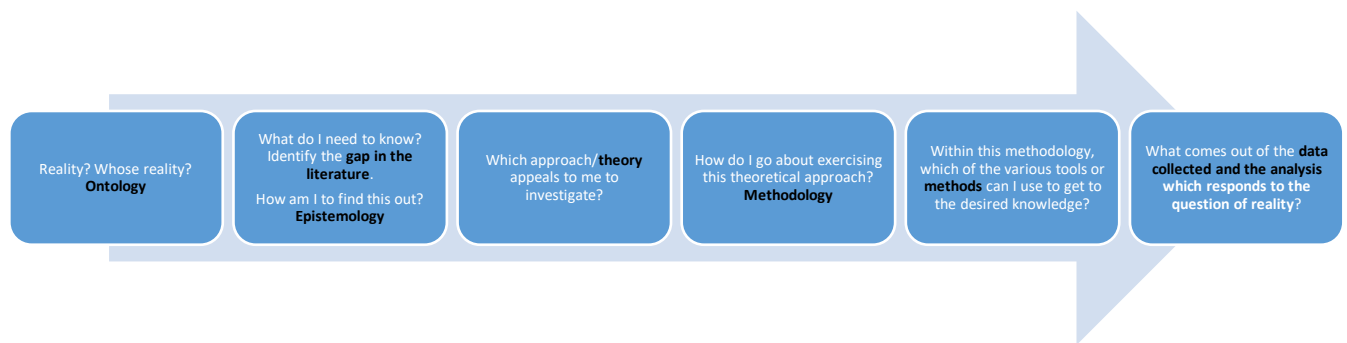 Reality? Whose reality?
Ontology
What do I need to know?
Identify the gap in the
literature.
How am I to find this out?
Epistemology
Which approach/theory
appeals to me to
investigate?
How do I go about exercising
this theoretical approach?
Methodology
Within this methodology,
which of the various tools or
methods can I use to get to
the desired knowledge?
What comes out of the data
collected and the analysis
which responds to the
question of reality?